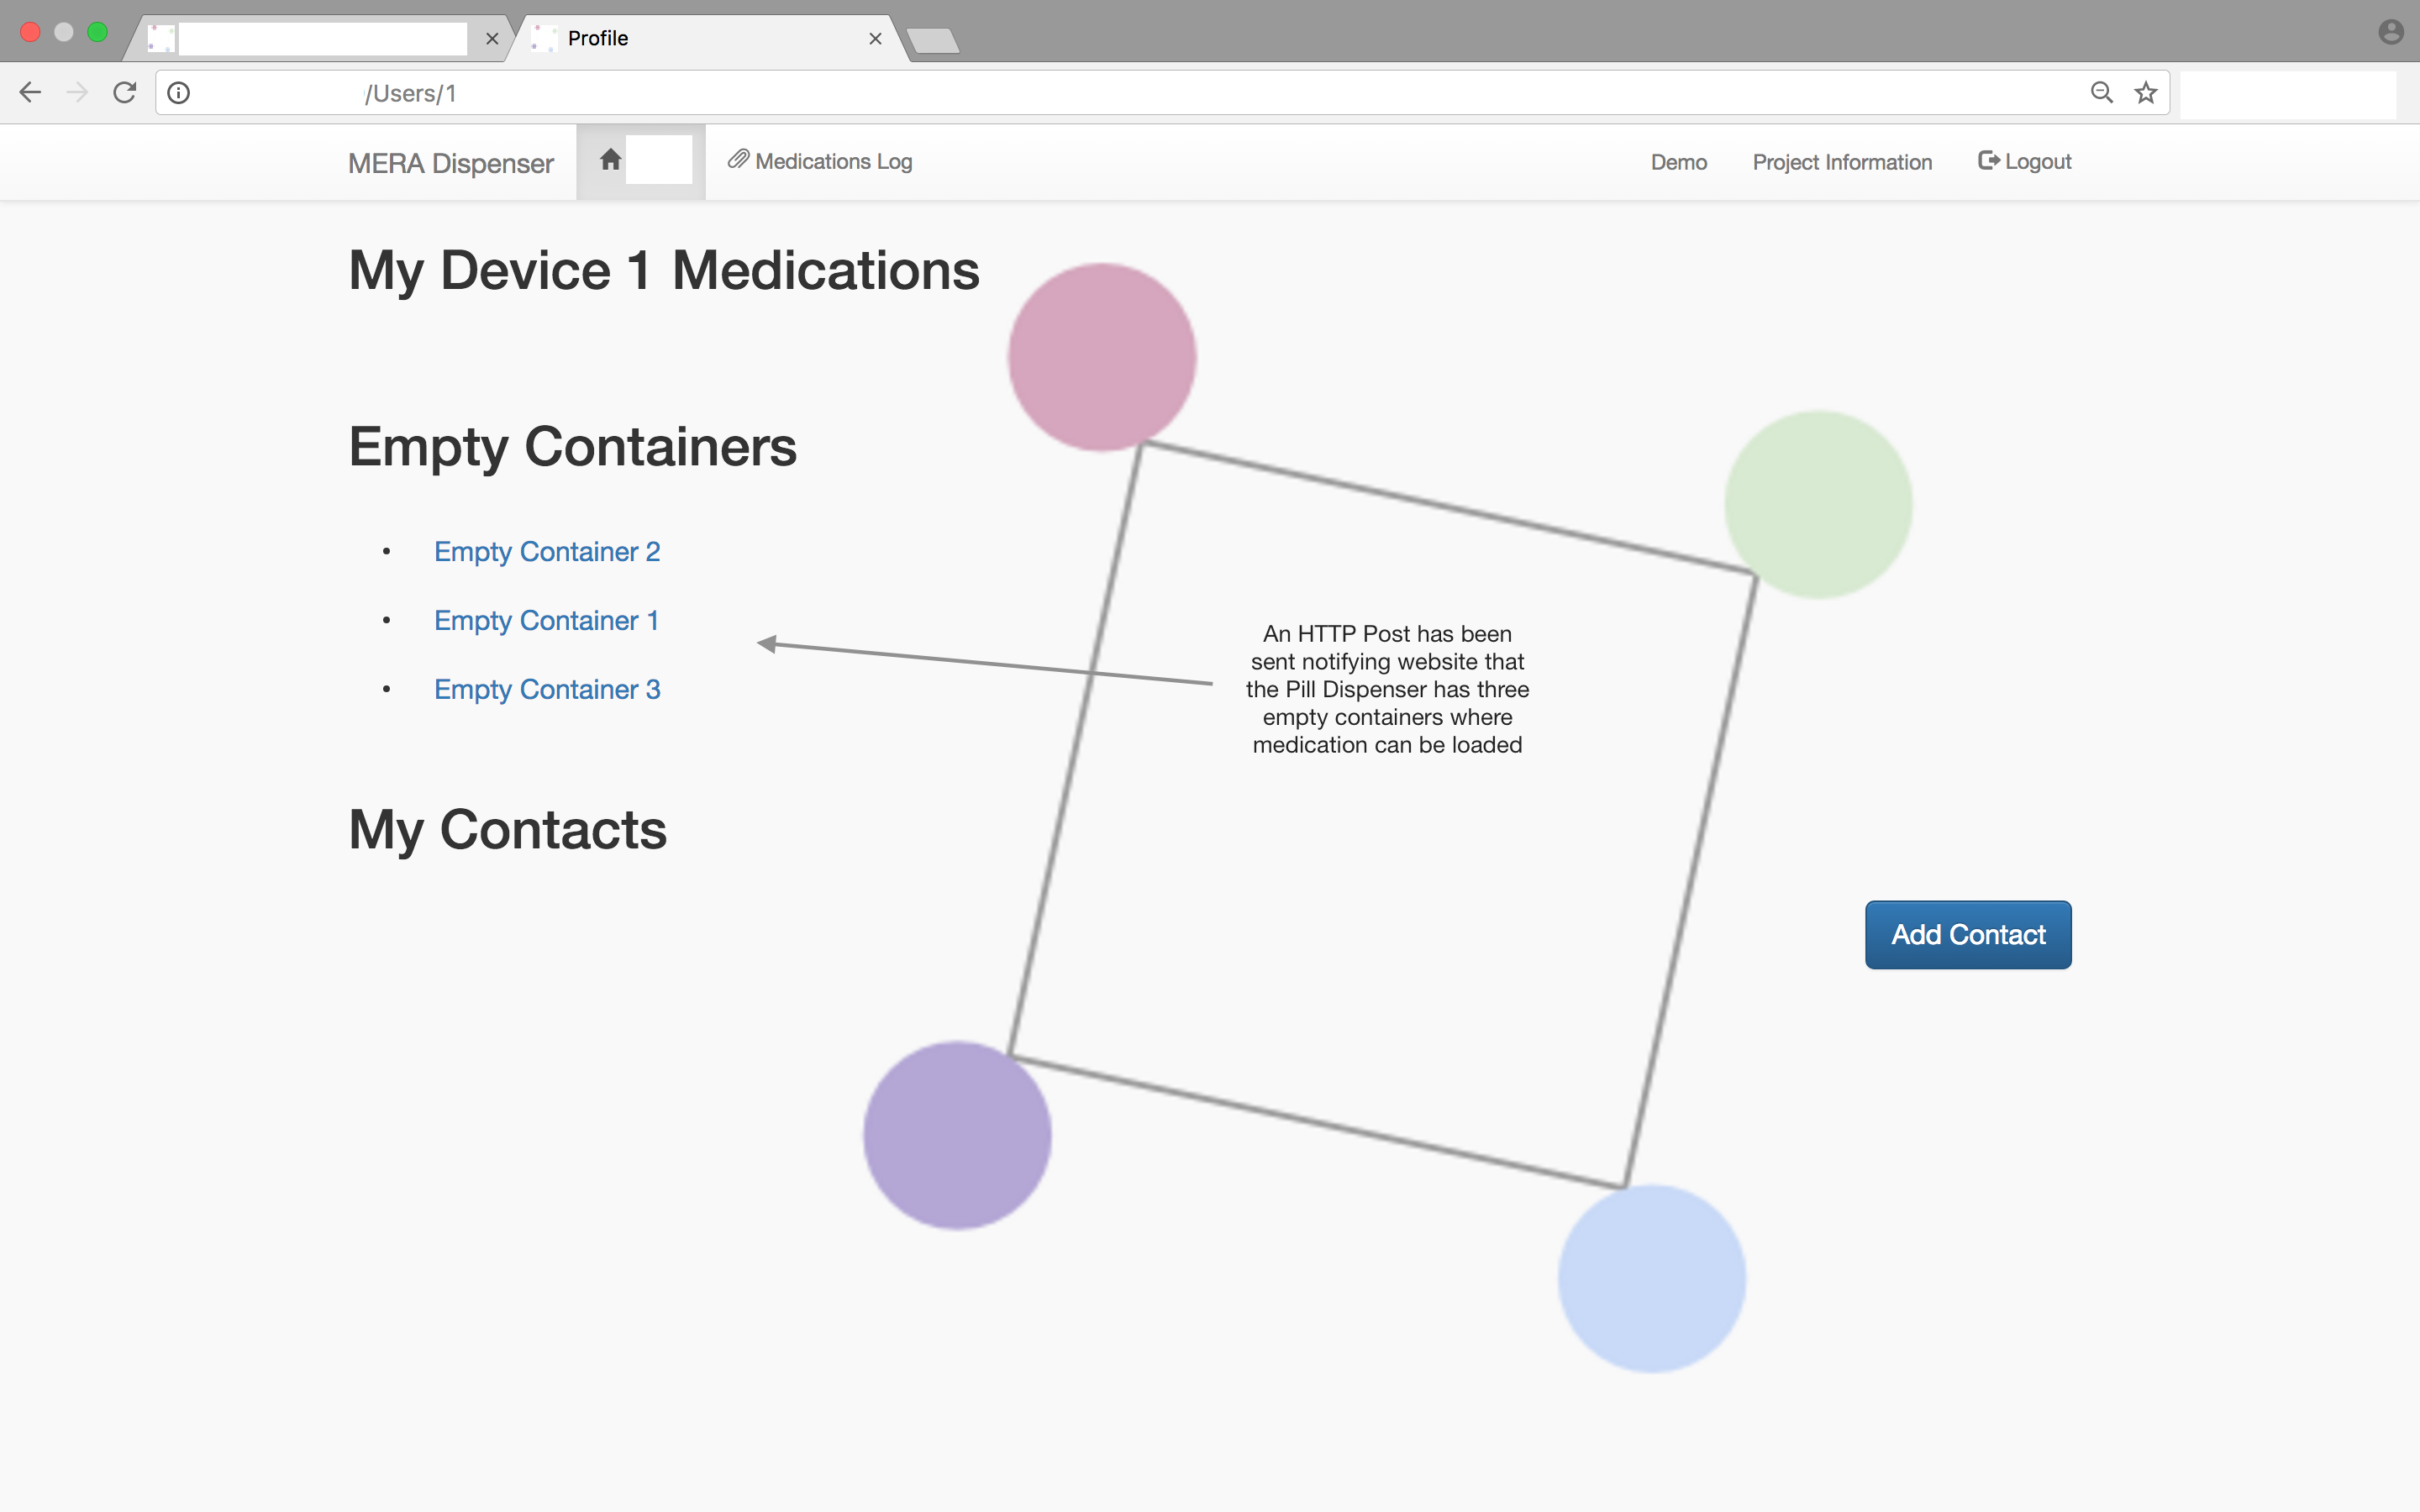 Profile
/Users/1
MERA Dispenser
Medications Log
Demo
Project Information
Logout
My Device 1 Medications
Empty Containers
• Empty Container 2
• Empty Container 1
• Empty Container 3
An HTTP Post has been
sent notifying website that
the Pill Dispenser has three
empty containers where
medication can be loaded
My Contacts
Add Contact